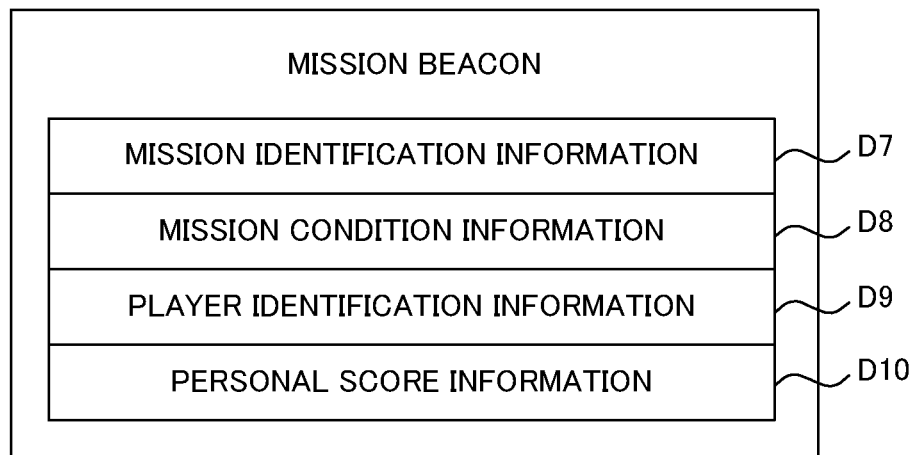 MISSION BEACON
MISSION IDENTIFICATION INFORMATION D7
MISSION CONDITION INFORMATION D8
PLAYER IDENTIFICATION INFORMATION D9
PERSONAL SCORE INFORMATION D10